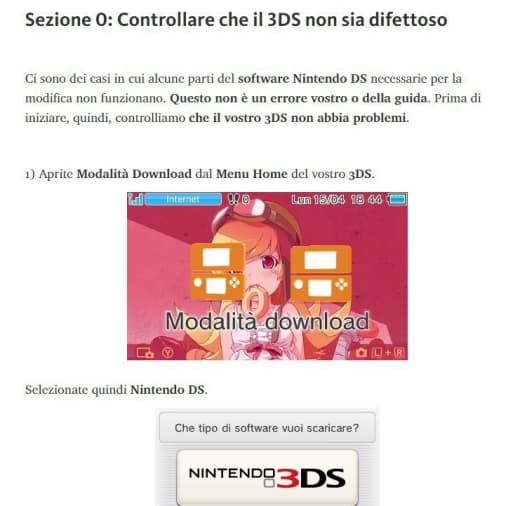 Sezione 0: Controllare che il 3DS non sia difettoso
Ci sono dei casi in cui alcune parti del software Nintendo DS necessarie per la
modifica non funzionano. Questo non è un errore vostro o della guida. Prima di
iniziare, quindi, controlliamo che il vostro 3DS non abbia problemi.
1) Aprite Modalità Download dal Menu Home del vostro 3DS.
Internet 0 Lun 15/04 18 44
Modalità download
Y L+R
Selezionate quindi Nintendo DS.
Che tipo di software vuoi scaricare?
NINTENDO 3DS